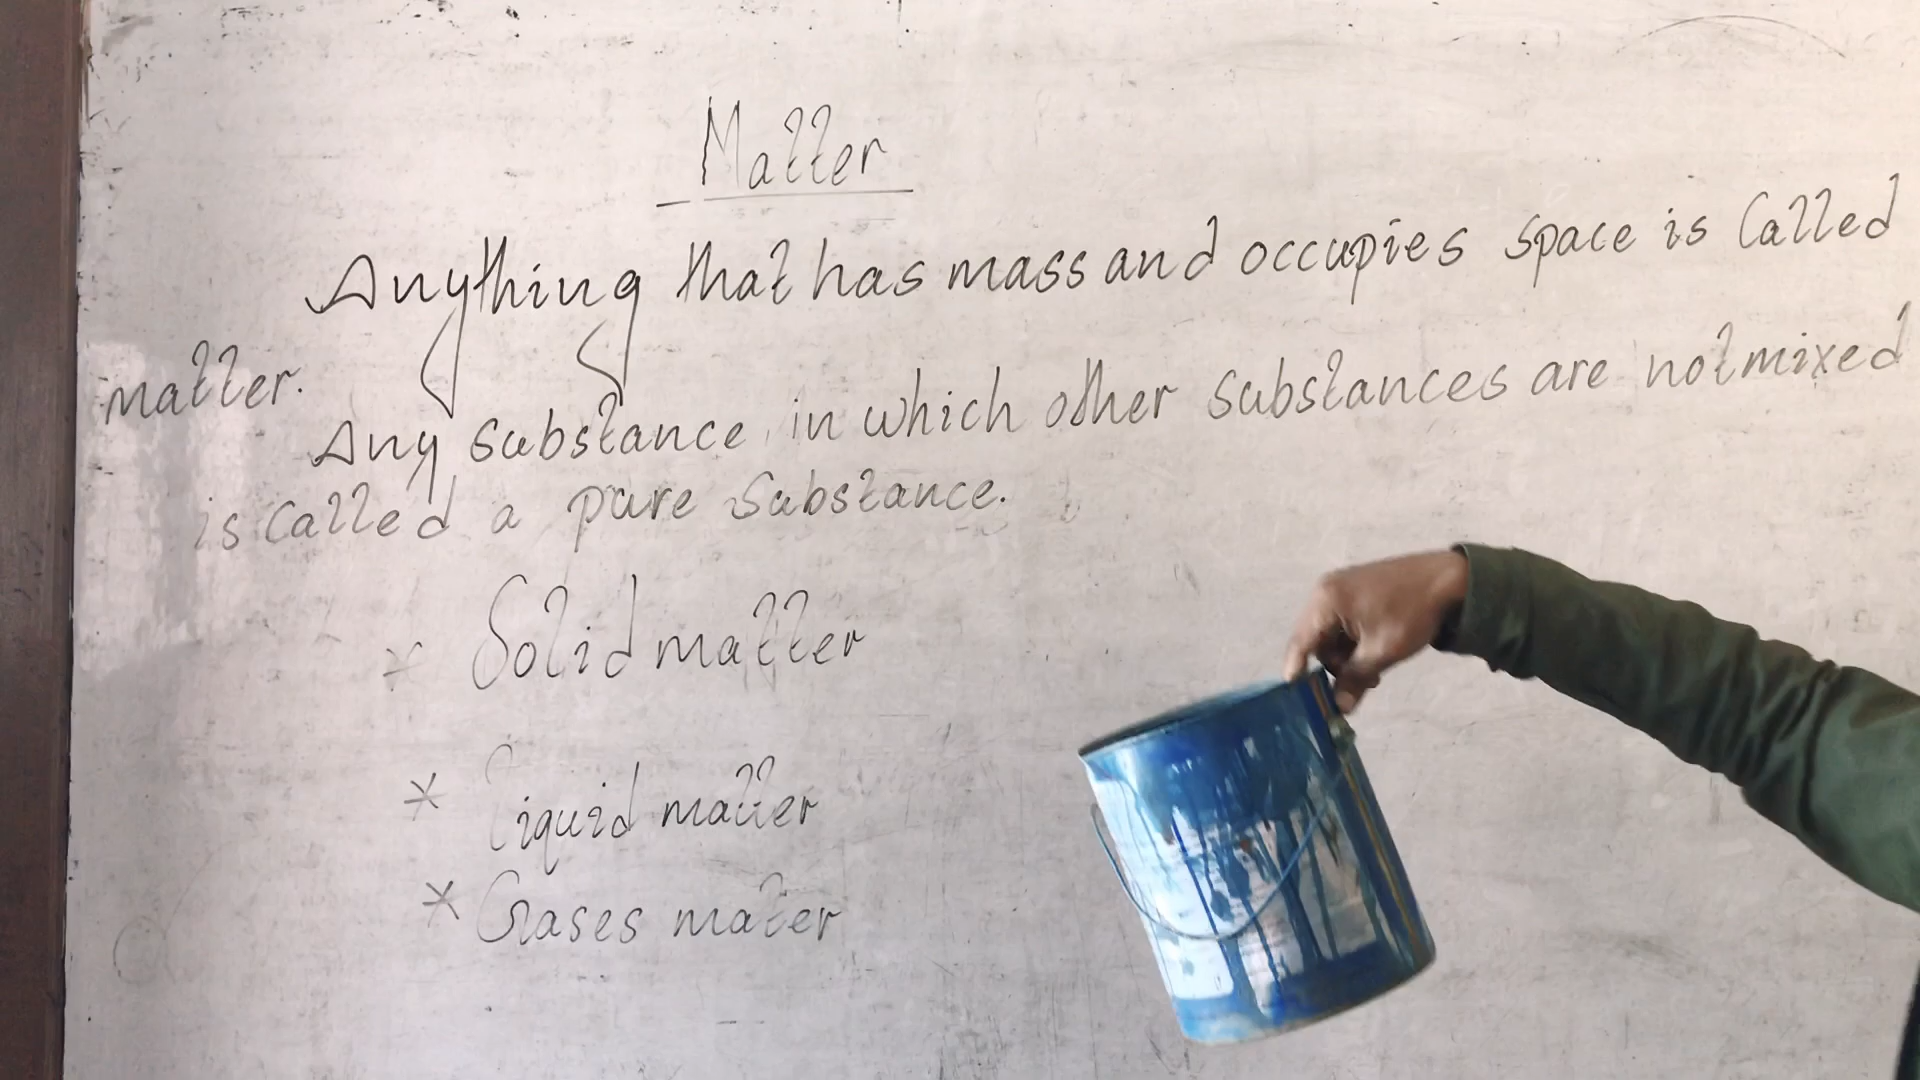 Matter
Anything that has mass and occupies space is Called
matter.
Any substance in which other substances are not mixed
is called a pure substance.
* Solid matter
* Liquid matter
* Gases mater